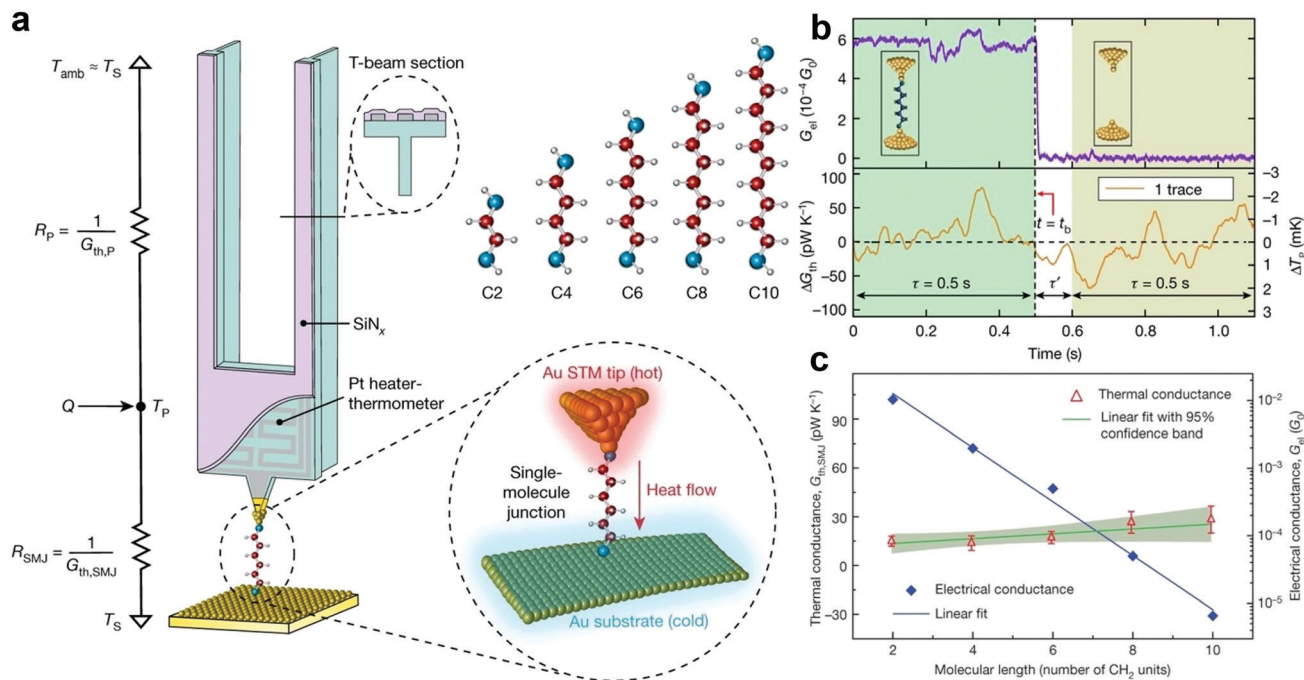 a
T_amb ≈ T_S
R_P = 1 / G_th,P
Q
T_P
R_SMJ = 1 / G_th,SMJ
T_S
T-beam section
SiN_x
Pt heater-
thermometer
C2
C4
C6
C8
C10
Au STM tip (hot)
Single-
molecule
junction
Heat flow
Au substrate (cold)
b
G_el (10⁻⁴ G_0)
6
4
2
0
ΔG_th (pW K⁻¹)
100
50
0
−50
−100
1 trace
t = t_b
τ = 0.5 s
τ′
τ = 0.5 s
−3
−2
−1
0
1
2
3
ΔT_P (mK)
0
0.2
0.4
0.6
0.8
1.0
Time (s)
c
Thermal conductance, G_th,SMJ (pW K⁻¹)
90
60
30
15
0
−30
Thermal conductance
Linear fit with 95%
confidence band
Electrical conductance
Linear fit
10⁻²
10⁻³
10⁻⁴
10⁻⁵
Electrical conductance, G_el (G_0)
2
4
6
8
10
Molecular length (number of CH₂ units)